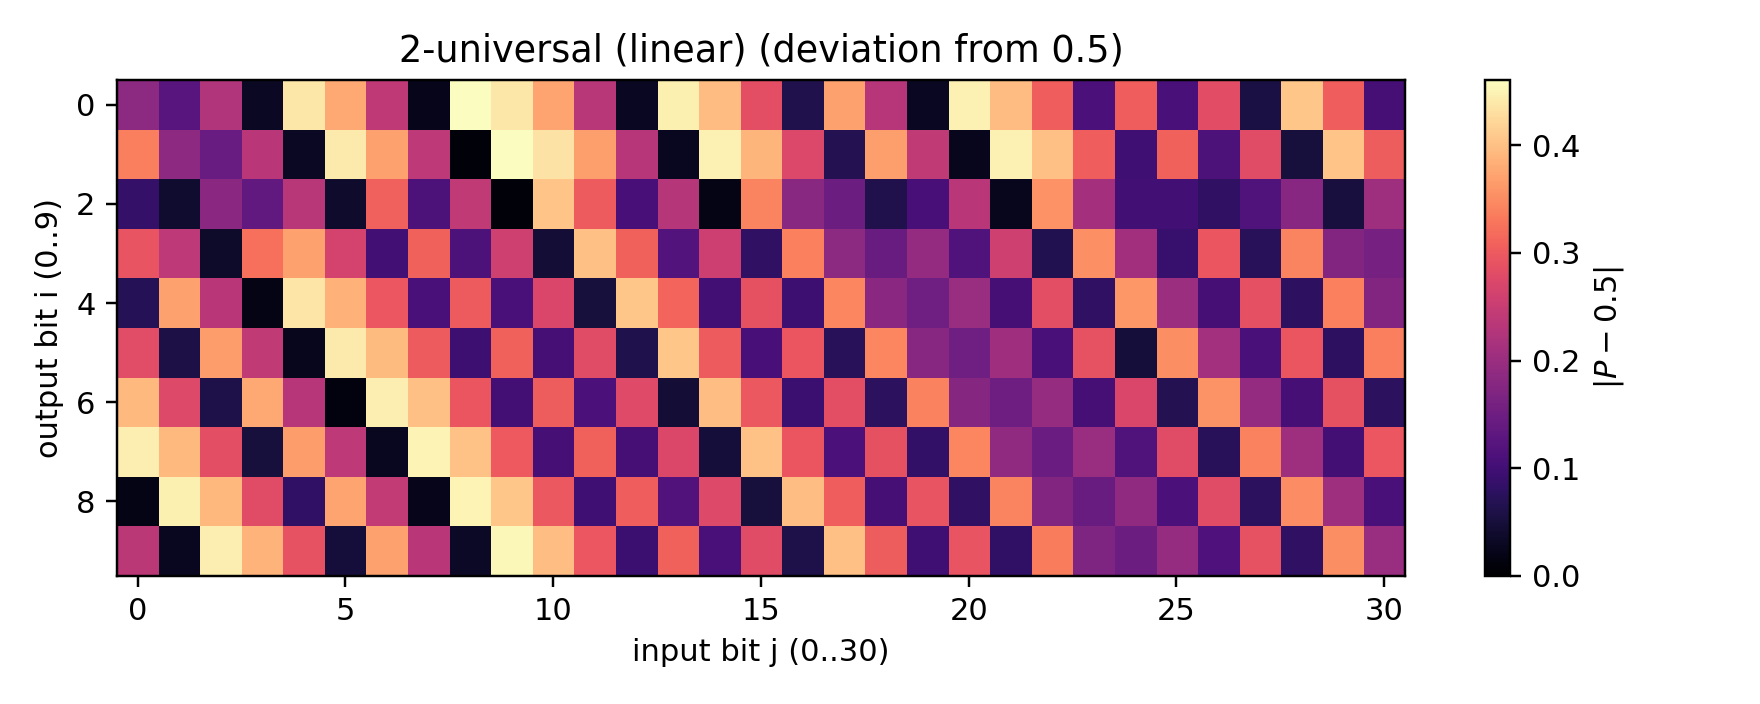 2-universal (linear) (deviation from 0.5)
0
2
4
6
8
output bit i (0..9)
0 5 10 15 20 25 30
input bit j (0..30)
0.4
0.3
0.2
0.1
0.0
|P − 0.5|